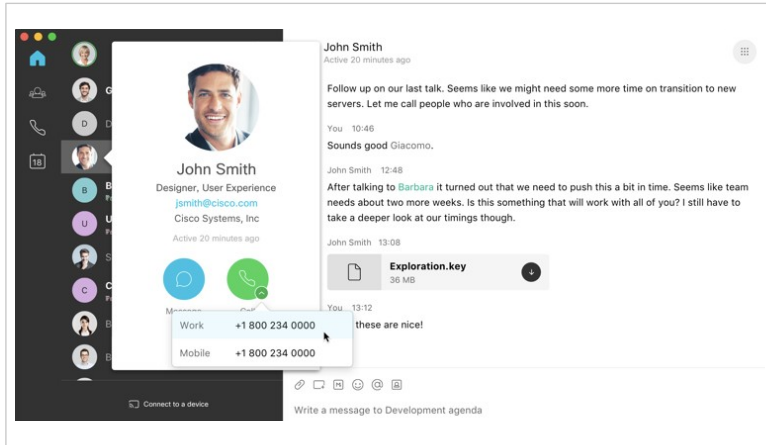 John Smith
Active 20 minutes ago
18
G
D
D
B
B
U
U
S
C
C
B
B
Connect to a device
John Smith
Designer, User Experience
jsmith@cisco.com
Cisco Systems, Inc
Active 20 minutes ago
Message
Work +1 800 234 0000
Mobile +1 800 234 0000
Follow up on our last talk. Seems like we might need some more time on transition to new
servers. Let me call people who are involved in this soon.
You 10:46
Sounds good Giacomo.
John Smith 12:48
After talking to Barbara it turned out that we need to push this a bit in time. Seems like team
needs about two more weeks. Is this something that will work with all of you? I still have to
take a deeper look at our timings though.
John Smith 13:08
Exploration.key
36 MB
You 13:12
these are nice!
Write a message to Development agenda